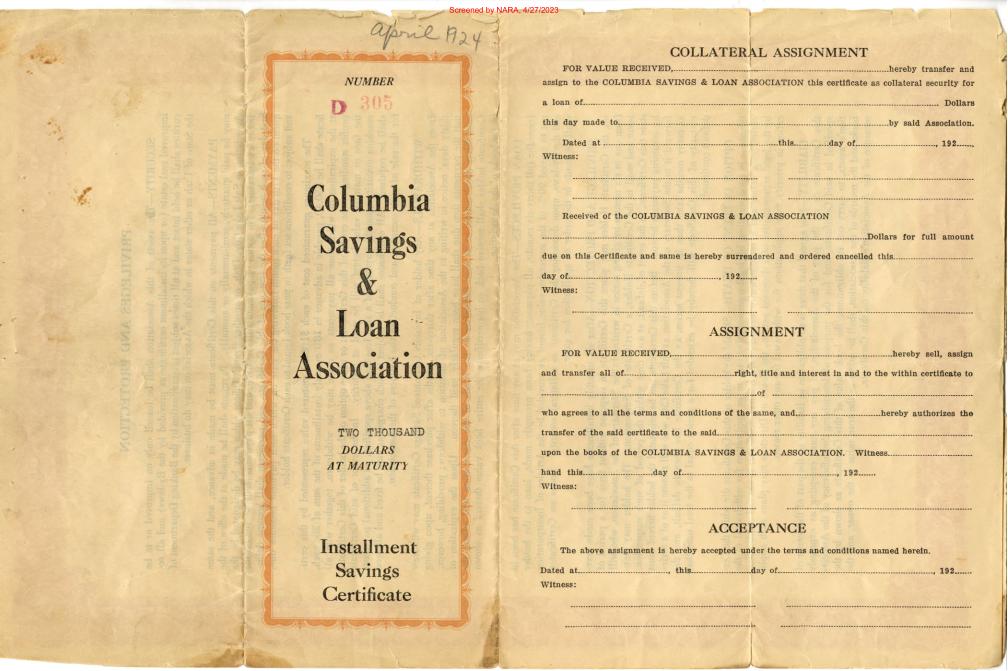 Screened by NARA, 4/27/2023
April 1924
NUMBER
D 305
Columbia
Savings
&
Loan
Association
TWO THOUSAND
DOLLARS
AT MATURITY
Installment
Savings
Certificate
COLLATERAL ASSIGNMENT
FOR VALUE RECEIVED,..........hereby transfer and
assign to the COLUMBIA SAVINGS & LOAN ASSOCIATION this certificate as collateral security for
a loan of.......... Dollars
this day made to..........by said Association.
Dated at ..........this..........day of.........., 192......
Witness:
Received of the COLUMBIA SAVINGS & LOAN ASSOCIATION
..........Dollars for full amount
due on this Certificate and same is hereby surrendered and ordered cancelled this..........
day of.........., 192......
Witness:
ASSIGNMENT
FOR VALUE RECEIVED,..........hereby sell, assign
and transfer all of..........right, title and interest in and to the within certificate to
..........of ..........
who agrees to all the terms and conditions of the same, and..........hereby authorizes the
transfer of the said certificate to the said..........
upon the books of the COLUMBIA SAVINGS & LOAN ASSOCIATION. Witness..........
hand this..........day of.........., 192......
Witness:
ACCEPTANCE
The above assignment is hereby accepted under the terms and conditions named herein.
Dated at.........., this..........day of.........., 192......
Witness: